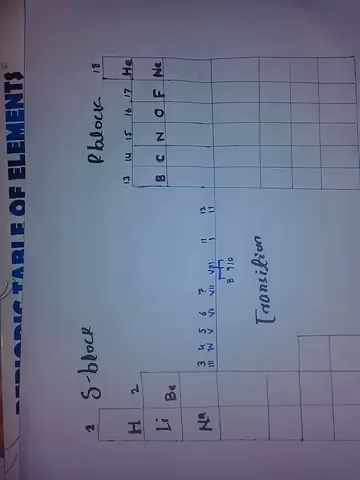 PERIODIC TABLE OF ELEMENTS
S-block
P block
1
18
H
2
13 14 15 16 17
He
Li Be
B C N O F Ne
Na
3 4 5 6 7
11 12
III IV V VI VII VIII I II
8 9 10
Transition